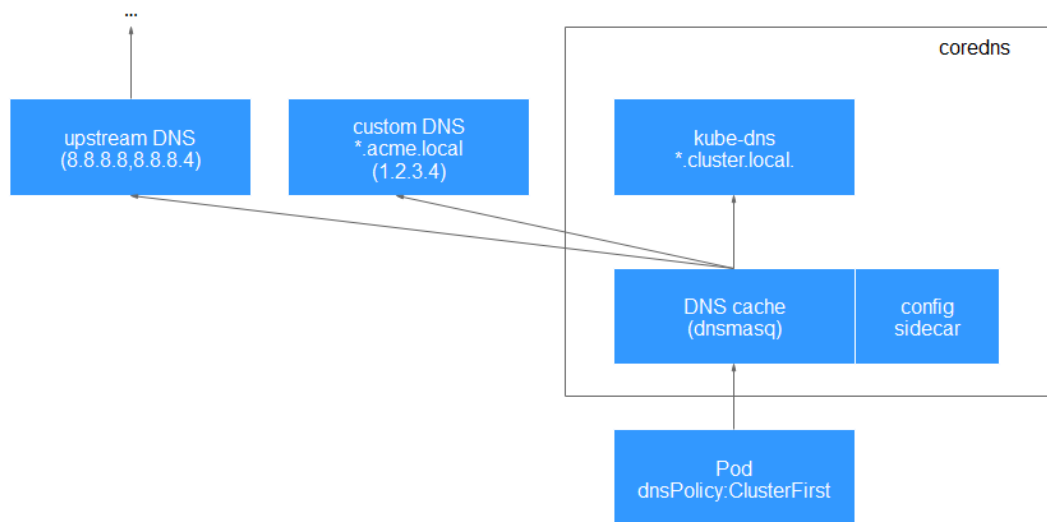 ...
coredns
upstream DNS
(8.8.8.8,8.8.8.4)
custom DNS
*.acme.local
(1.2.3.4)
kube-dns
*.cluster.local.
DNS cache
(dnsmasq)
config
sidecar
Pod
dnsPolicy:ClusterFirst